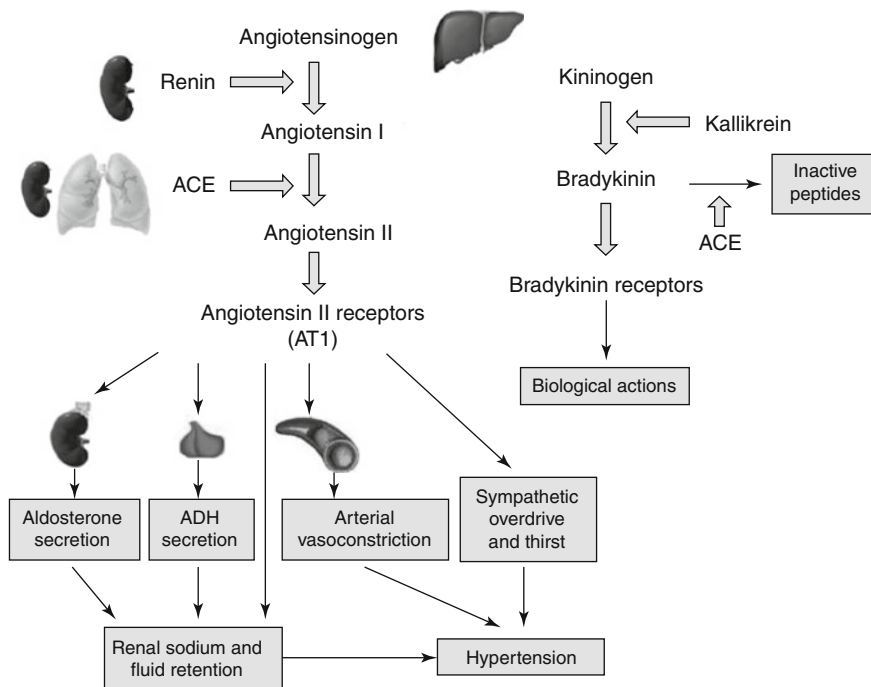 Angiotensinogen
Renin
Angiotensin I
ACE
Angiotensin II
Angiotensin II receptors
(AT1)
Kininogen
Kallikrein
Bradykinin
Inactive
peptides
ACE
Bradykinin receptors
Biological actions
Aldosterone
secretion
ADH
secretion
Arterial
vasoconstriction
Sympathetic
overdrive
and thirst
Renal sodium and
fluid retention
Hypertension